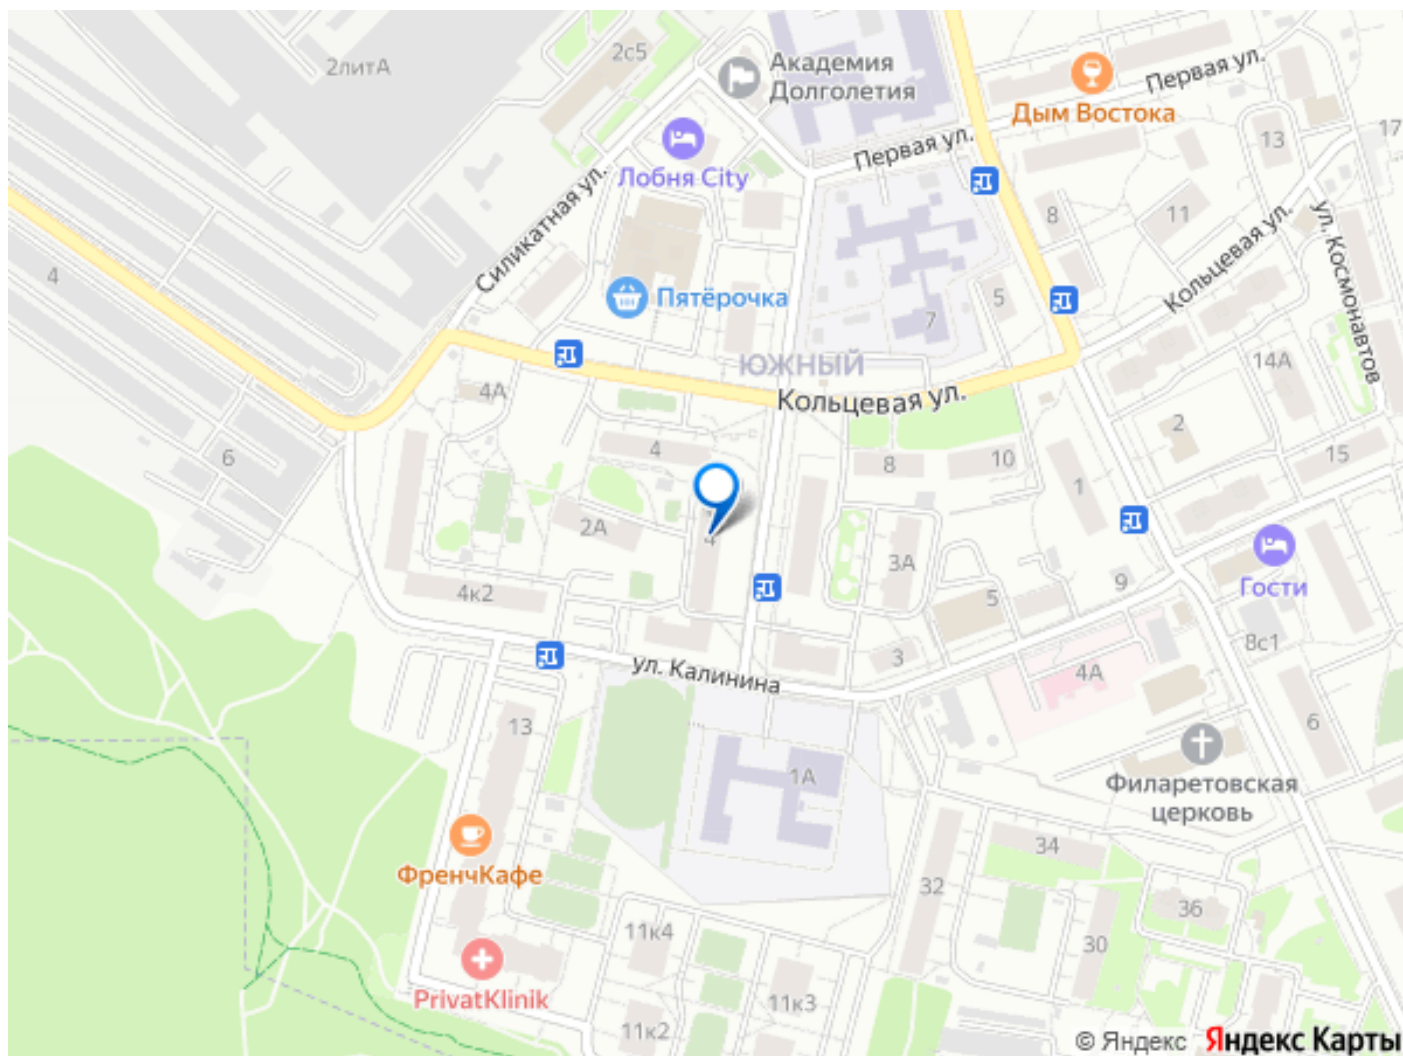 2литА
2с5
Академия
Долголетия
Первая ул.
Дым Востока
Первая ул.
17
13
Лобня City
Силикатная ул.
8
11
ул. Космонавтов
Кольцевая ул.
4
Пятёрочка
5
7
ЮЖНЫЙ
14А
4А
Кольцевая ул.
2
6
4
8
10
15
1
2А
4
3А
Гости
9
5
4к2
8с1
ул. Калинина
3
4А
13
6
1А
Филаретовская
церковь
ФренчКафе
34
32
36
11к4
30
PrivatKlinik
11к3
11к2
© Яндекс Яндекс Карты